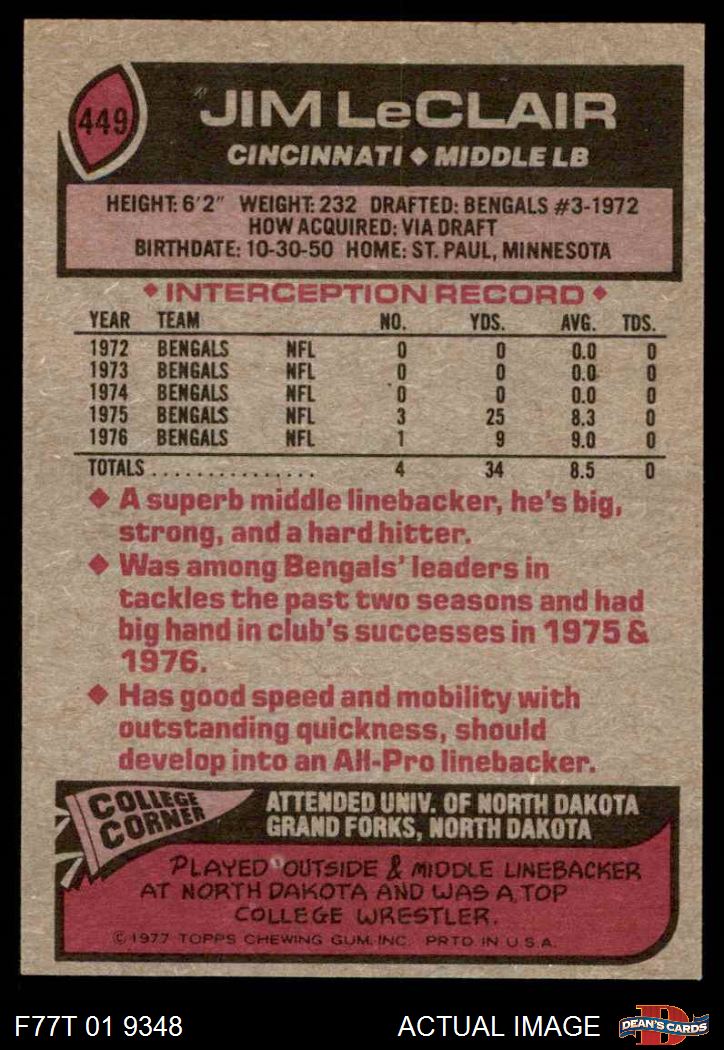 449
JIM LeCLAIR
CINCINNATI ◆ MIDDLE LB
HEIGHT: 6'2" WEIGHT: 232 DRAFTED: BENGALS #3-1972
HOW ACQUIRED: VIA DRAFT
BIRTHDATE: 10-30-50 HOME: ST. PAUL, MINNESOTA
◆ INTERCEPTION RECORD ◆
YEAR TEAM NO. YDS. AVG. TDS.
1972 BENGALS NFL 0 0 0.0 0
1973 BENGALS NFL 0 0 0.0 0
1974 BENGALS NFL 0 0 0.0 0
1975 BENGALS NFL 3 25 8.3 0
1976 BENGALS NFL 1 9 9.0 0
TOTALS ................ 4 34 8.5 0
◆ A superb middle linebacker, he's big,
strong, and a hard hitter.
◆ Was among Bengals' leaders in
tackles the past two seasons and had
big hand in club's successes in 1975 &
1976.
◆ Has good speed and mobility with
outstanding quickness, should
develop into an All-Pro linebacker.
COLLEGE
CORNER
ATTENDED UNIV. OF NORTH DAKOTA
GRAND FORKS, NORTH DAKOTA
PLAYED OUTSIDE & MIDDLE LINEBACKER
AT NORTH DAKOTA AND WAS A TOP
COLLEGE WRESTLER.
© 1977 TOPPS CHEWING GUM, INC. PRTD IN U.S.A.
F77T 01 9348
ACTUAL IMAGE
D
DEAN'S CARDS